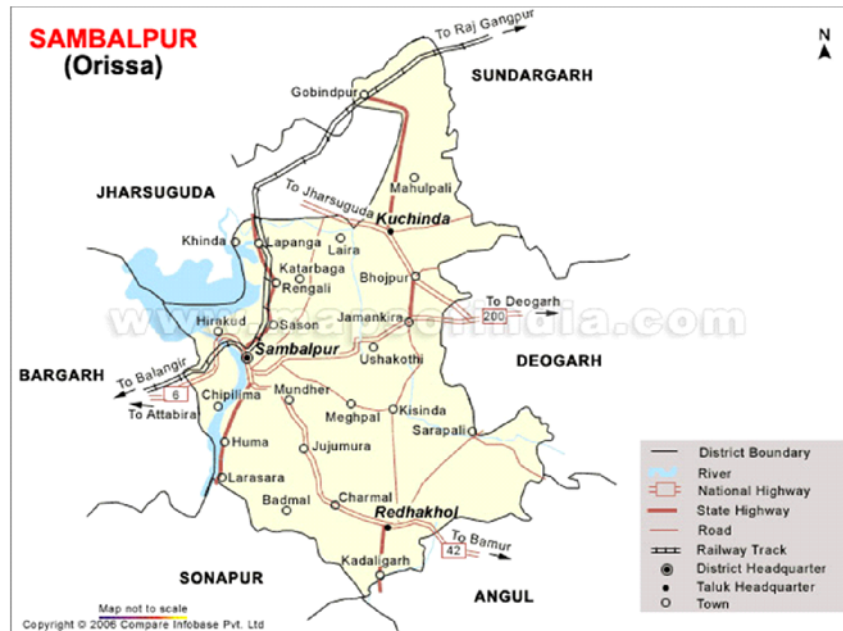 SAMBALPUR
(Orissa)
To Raj Gangpur
N
SUNDARGARH
Gobindpur
JHARSUGUDA
Mahulpali
To Jharsuguda
Kuchinda
Khinda
Lapanga
Laira
Katarbaga
Rengali
Bhojpur
To Deogarh
200
www.mapsofindia.com
Hirakud
Sason
Jamankira
Sambalpur
Ushakothi
DEOGARH
BARGARH
To Balangir
6
To Attabira
Chipilima
Mundher
Meghpal
Kisinda
Sarapali
Huma
Jujumura
Larasara
Badmal
Charmal
Redhakhol
To Bamur
42
Kadaligarh
SONAPUR
ANGUL
District Boundary
River
National Highway
State Highway
Road
Railway Track
District Headquarter
Taluk Headquarter
Town
Map not to scale
Copyright © 2006 Compare Infobase Pvt. Ltd